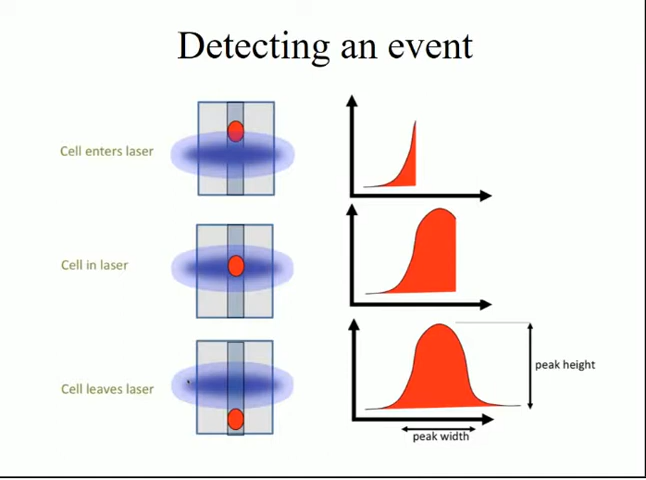 Detecting an event
Cell enters laser
Cell in laser
Cell leaves laser
peak height
peak width